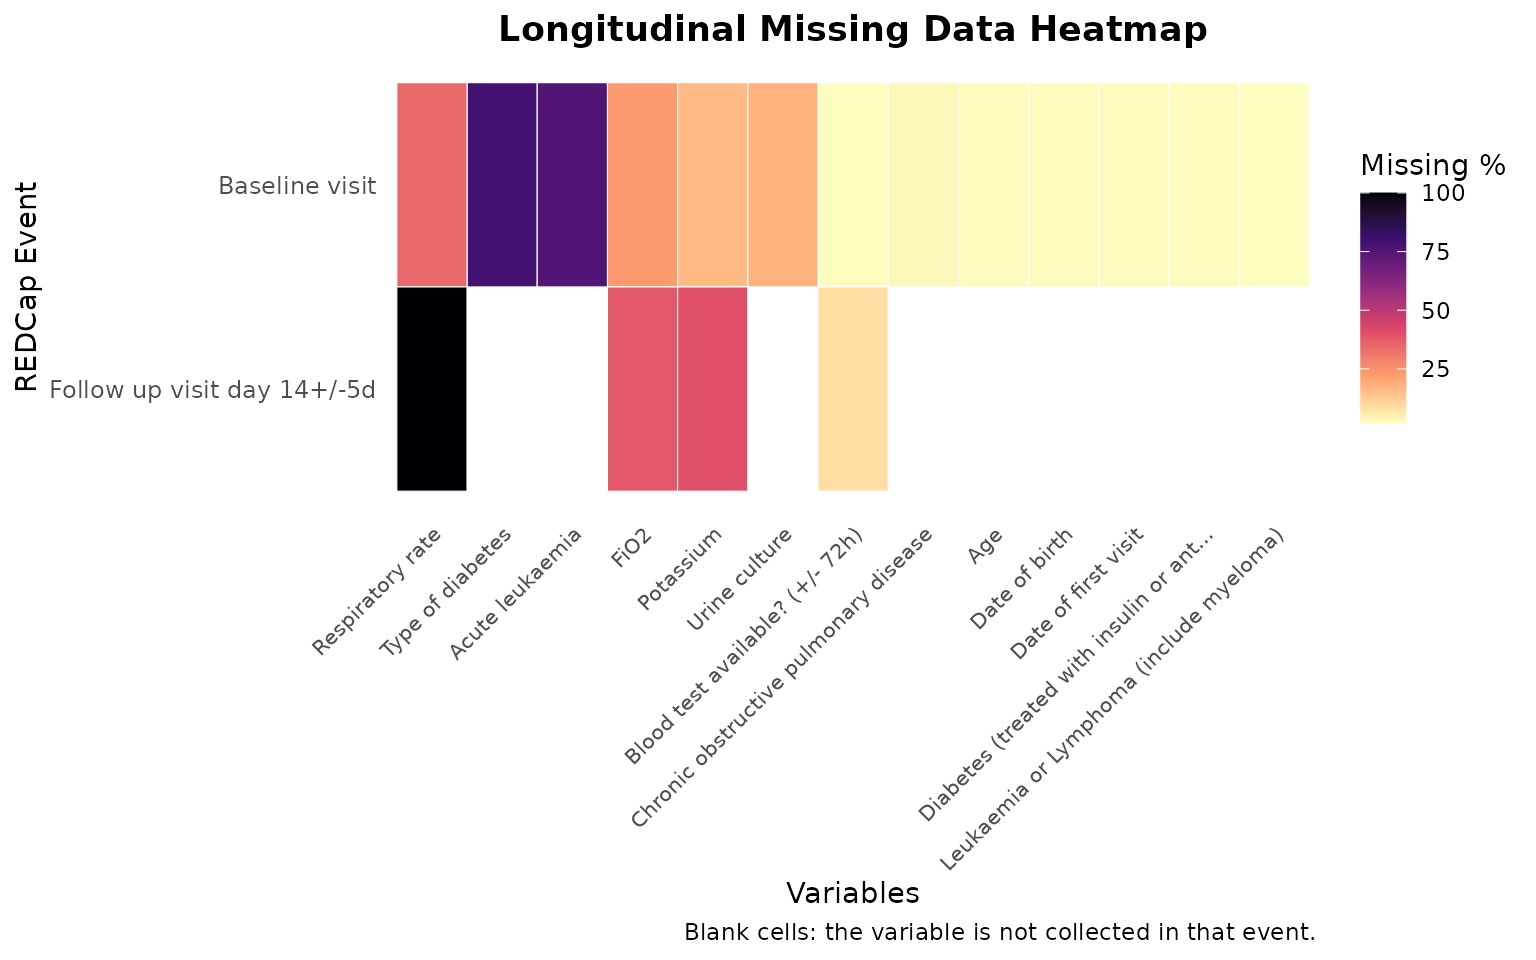 Longitudinal Missing Data Heatmap
REDCap Event
Baseline visit
Follow up visit day 14+/-5d
Missing %
100
75
50
25
Respiratory rate
Type of diabetes
Acute leukaemia
FiO2
Potassium
Urine culture
Blood test available? (+/- 72h)
Chronic obstructive pulmonary disease
Age
Date of birth
Date of first visit
Diabetes (treated with insulin or ant...
Leukaemia or Lymphoma (include myeloma)
Variables
Blank cells: the variable is not collected in that event.